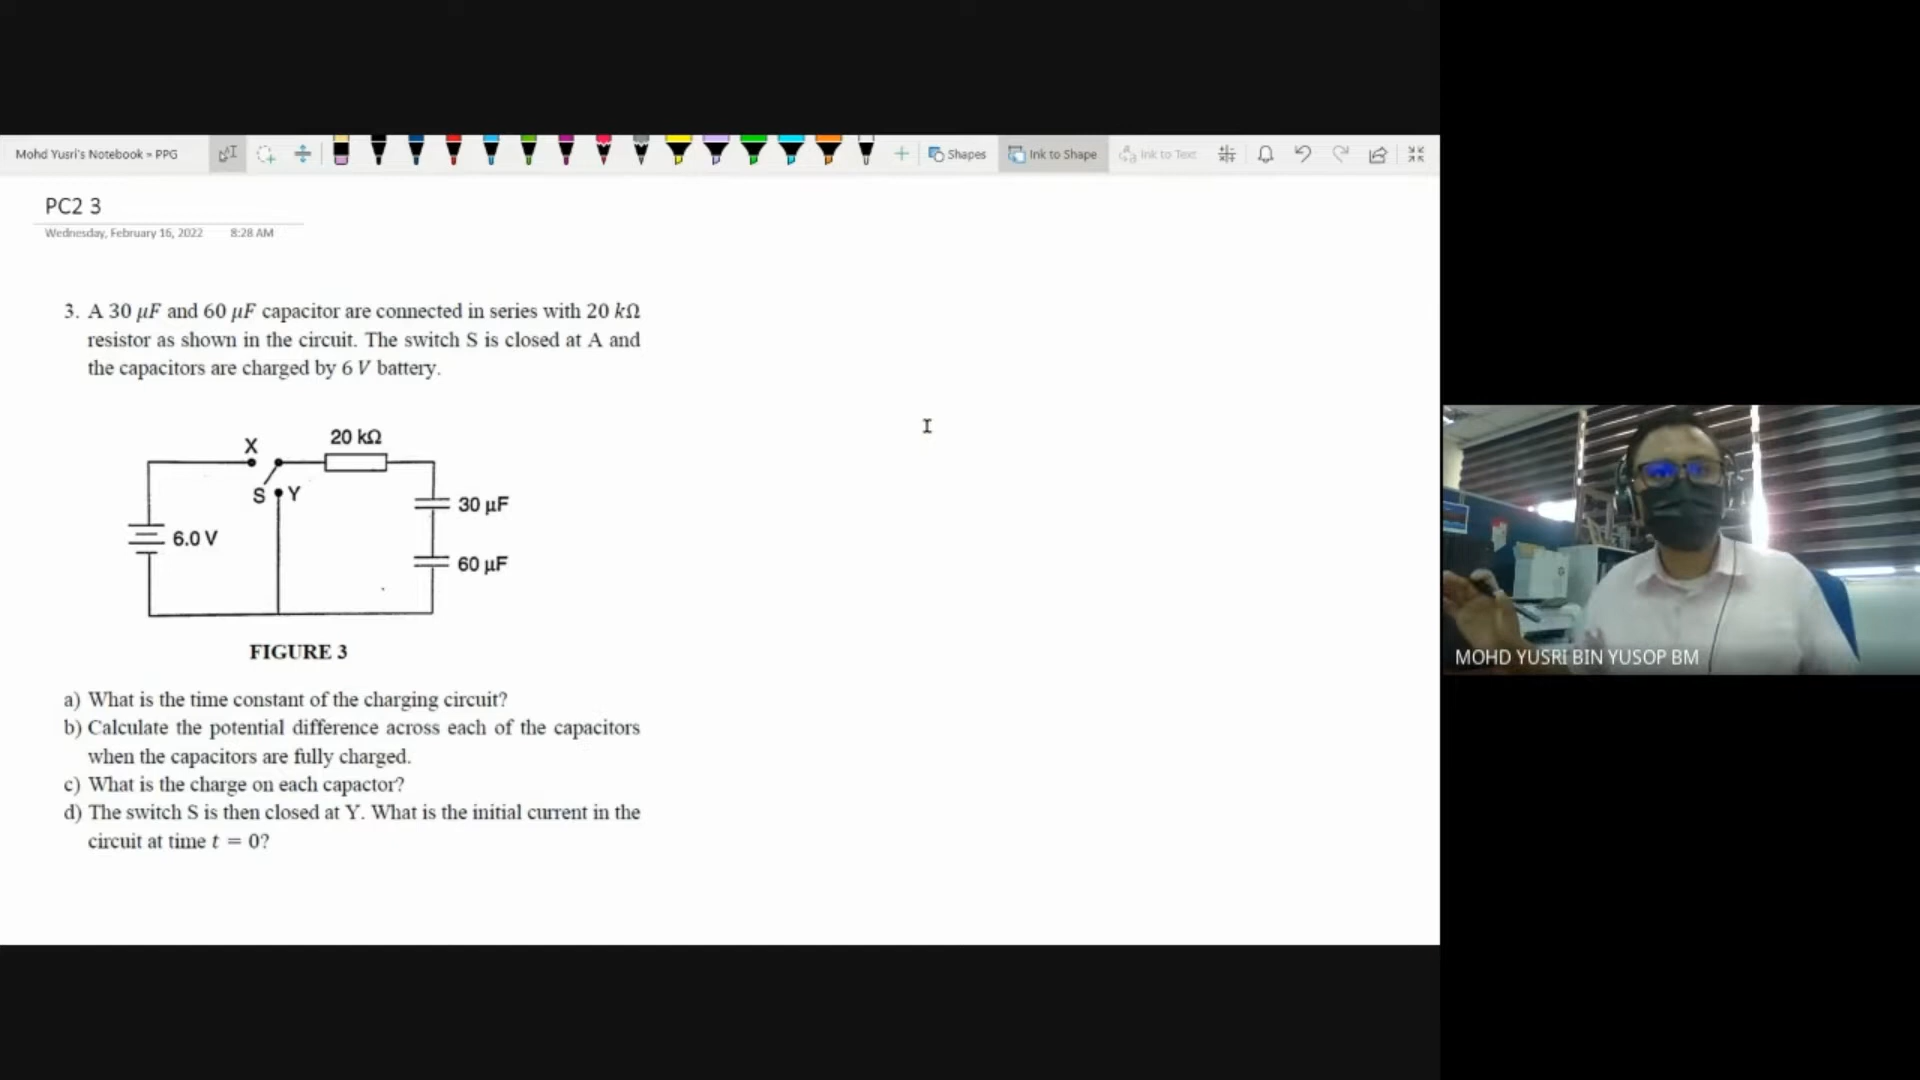 Mohd Yusri's Notebook » PPG
Shapes
Ink to Shape
Ink to Text
PC2 3
Wednesday, February 16, 2022 8:28 AM
3. A 30 μF and 60 μF capacitor are connected in series with 20 kΩ
resistor as shown in the circuit. The switch S is closed at A and
the capacitors are charged by 6 V battery.
X
20 kΩ
S
Y
30 μF
6.0 V
60 μF
FIGURE 3
a) What is the time constant of the charging circuit?
b) Calculate the potential difference across each of the capacitors
when the capacitors are fully charged.
c) What is the charge on each capactor?
d) The switch S is then closed at Y. What is the initial current in the
circuit at time t = 0?
MOHD YUSRI BIN YUSOP BM